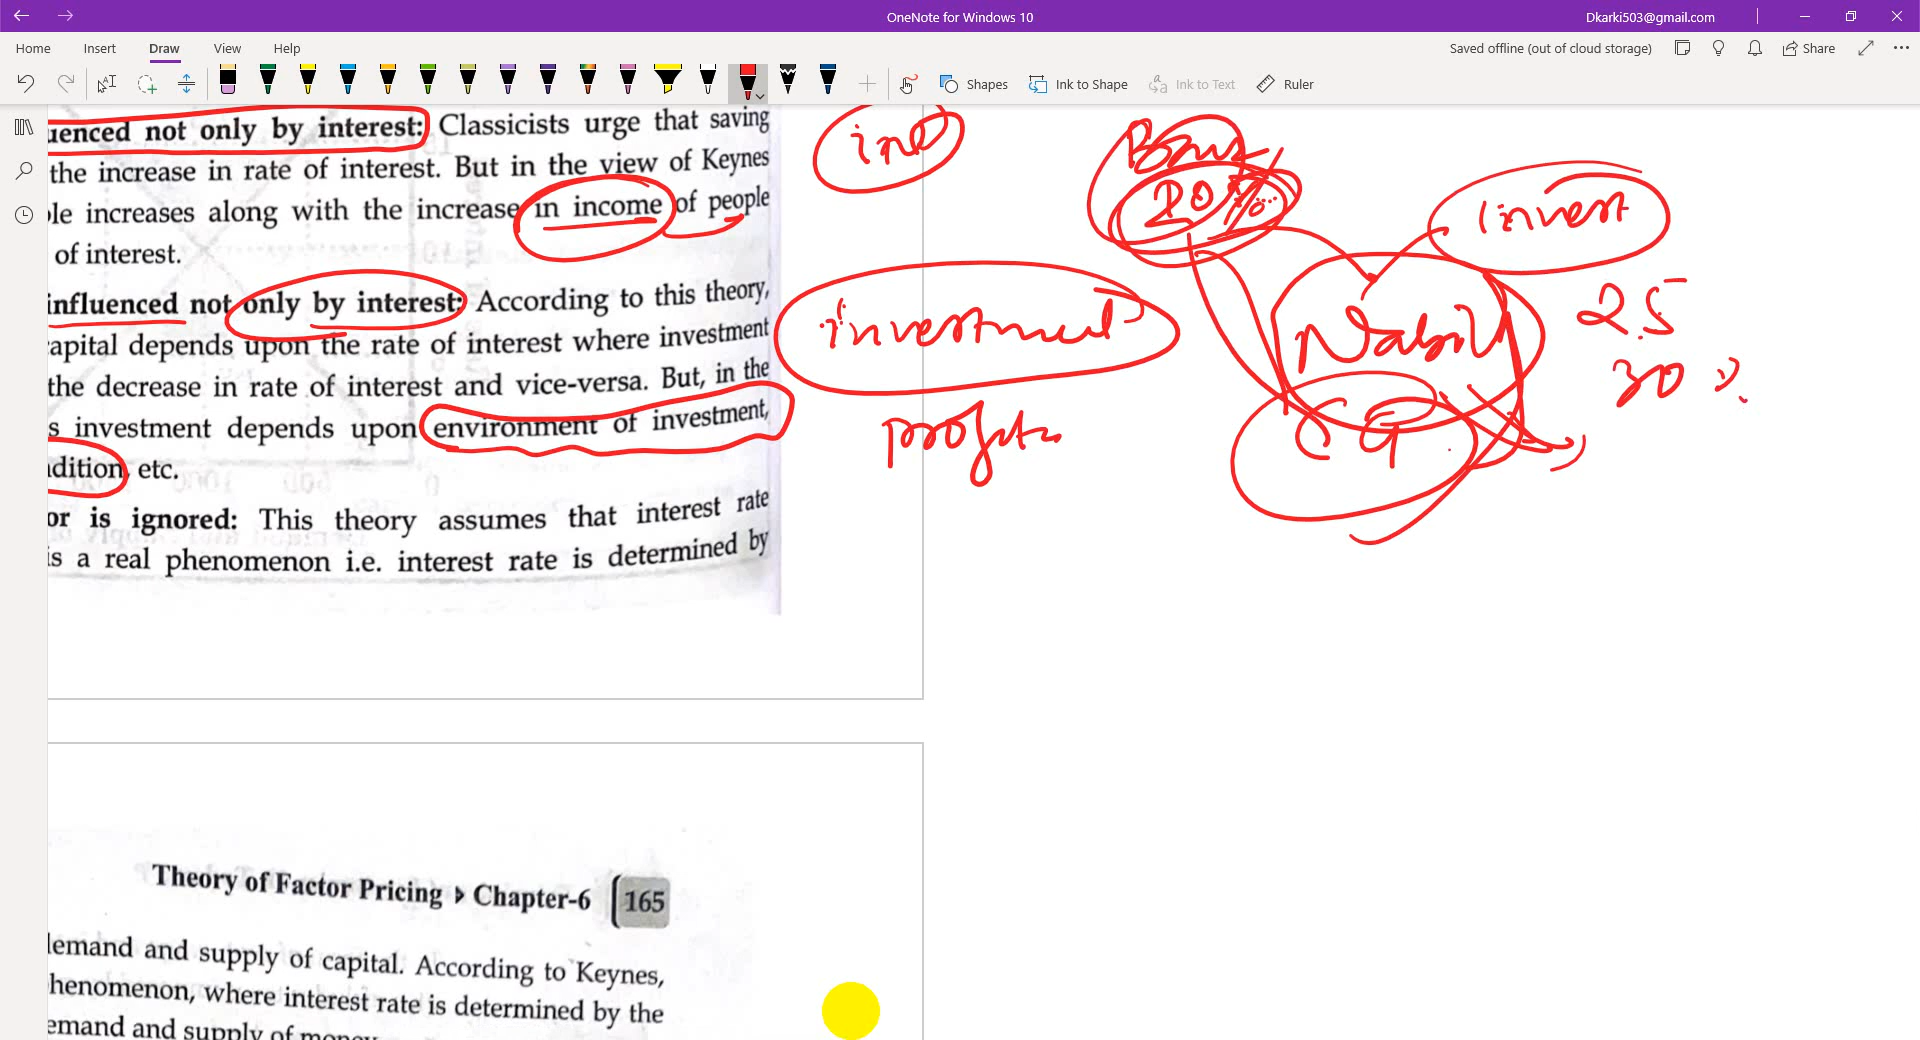 OneNote for Windows 10
Dkarki503@gmail.com
Home Insert Draw View Help
Saved offline (out of cloud storage)
Share
Shapes
Ink to Shape
Ink to Text
Ruler
uenced not only by interest: Classicists urge that saving
the increase in rate of interest. But in the view of Keynes
le increases along with the increase in income of people
of interest.
influenced not only by interest: According to this theory,
apital depends upon the rate of interest where investment
the decrease in rate of interest and vice-versa. But, in the
s investment depends upon environment of investment,
dition, etc.
or is ignored: This theory assumes that interest rate
is a real phenomenon i.e. interest rate is determined by
20%
invest
investment
Nabil
25
30%
profit
Theory of Factor Pricing Chapter-6 165
demand and supply of capital. According to Keynes,
henomenon, where interest rate is determined by the
emand and supply of money